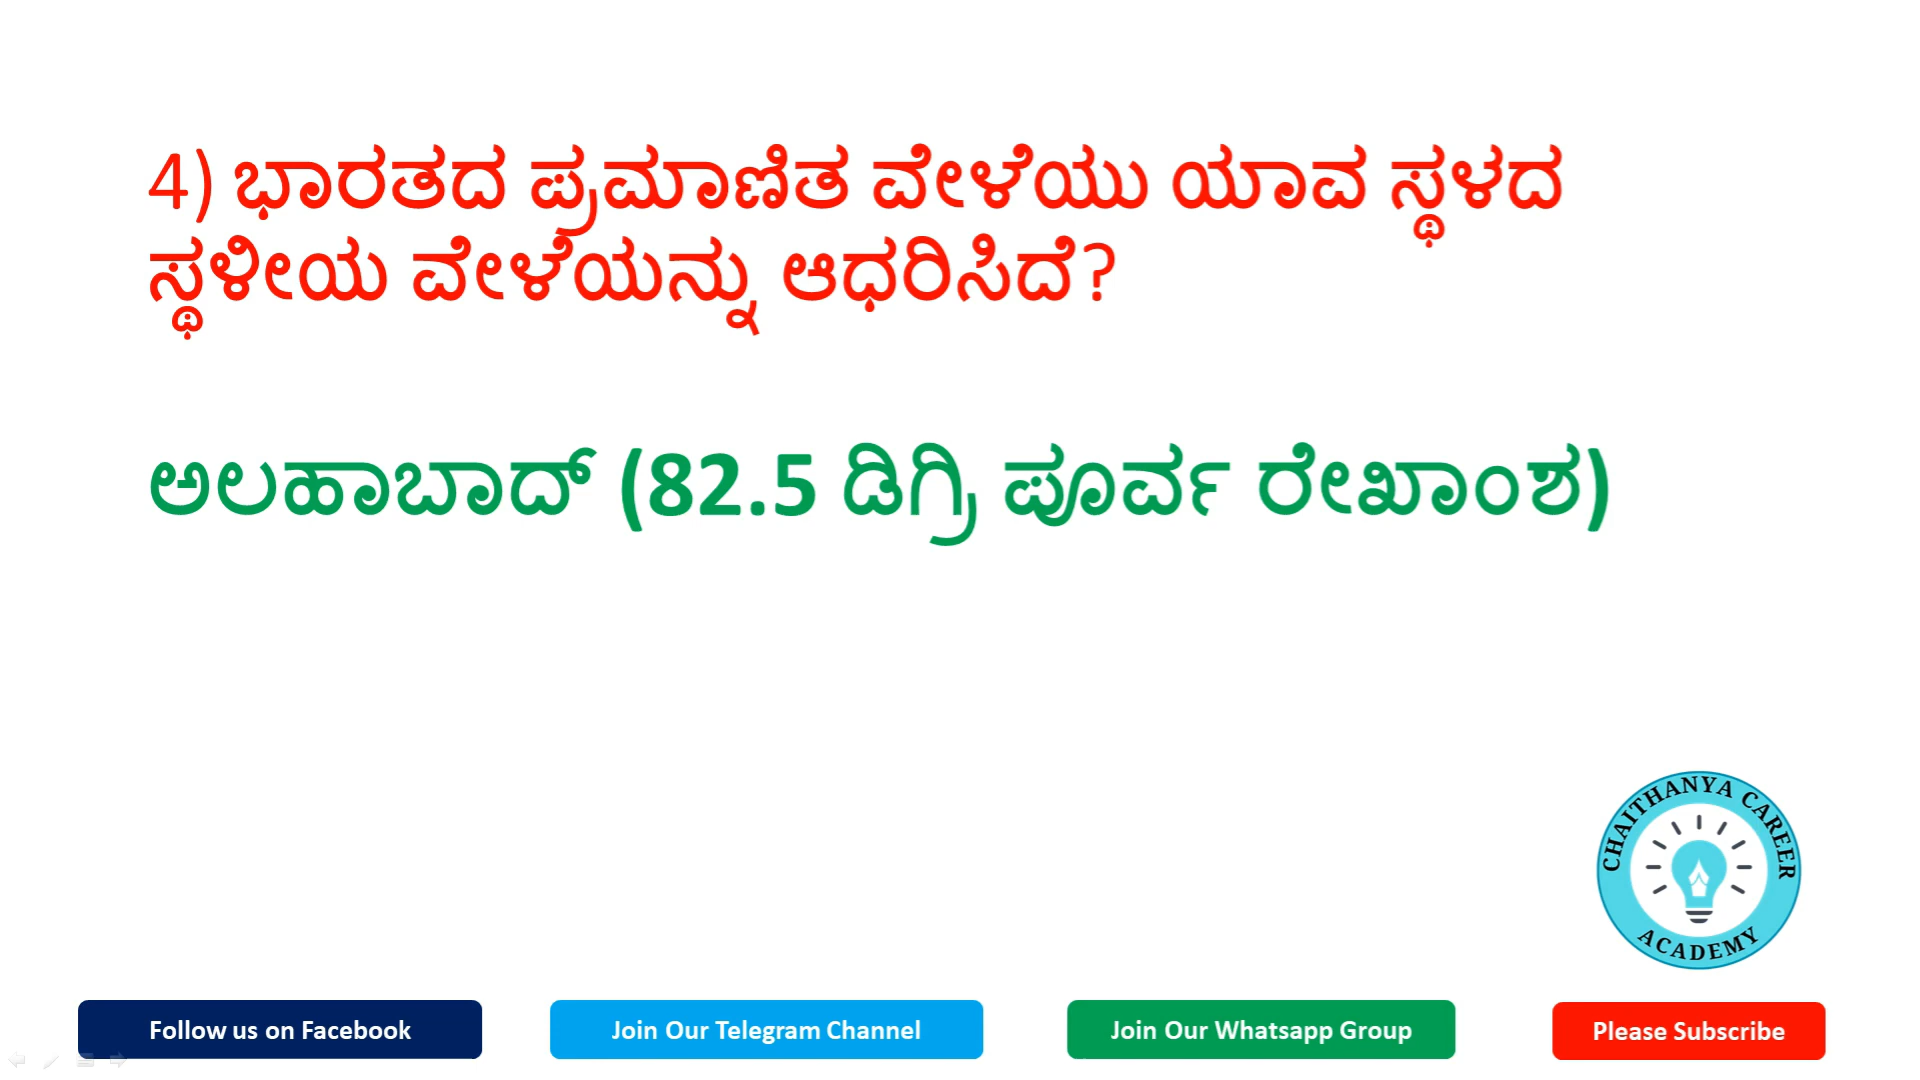 4) ಭಾರತದ ಪ್ರಮಾಣಿತ ವೇಳೆಯು ಯಾವ ಸ್ಥಳದ
ಸ್ಥಳೀಯ ವೇಳೆಯನ್ನು ಆಧರಿಸಿದೆ?
ಅಲಹಾಬಾದ್ (82.5 ಡಿಗ್ರಿ ಪೂರ್ವ ರೇಖಾಂಶ)
CHAITHANYA CAREER
ACADEMY
Follow us on Facebook
Join Our Telegram Channel
Join Our Whatsapp Group
Please Subscribe